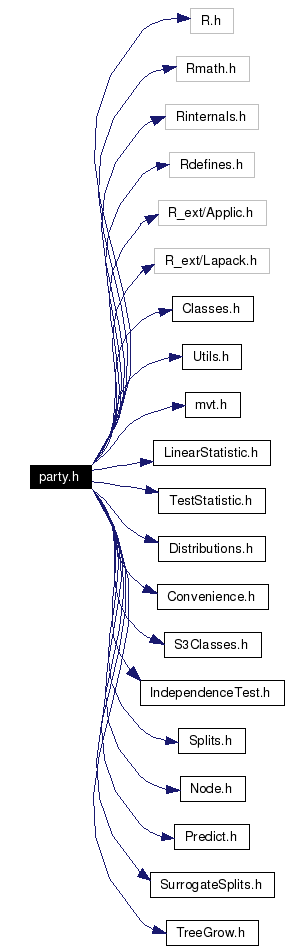 R.h
Rmath.h
Rinternals.h
Rdefines.h
R_ext/Applic.h
R_ext/Lapack.h
Classes.h
Utils.h
mvt.h
LinearStatistic.h
party.h
TestStatistic.h
Distributions.h
Convenience.h
S3Classes.h
IndependenceTest.h
Splits.h
Node.h
Predict.h
SurrogateSplits.h
TreeGrow.h